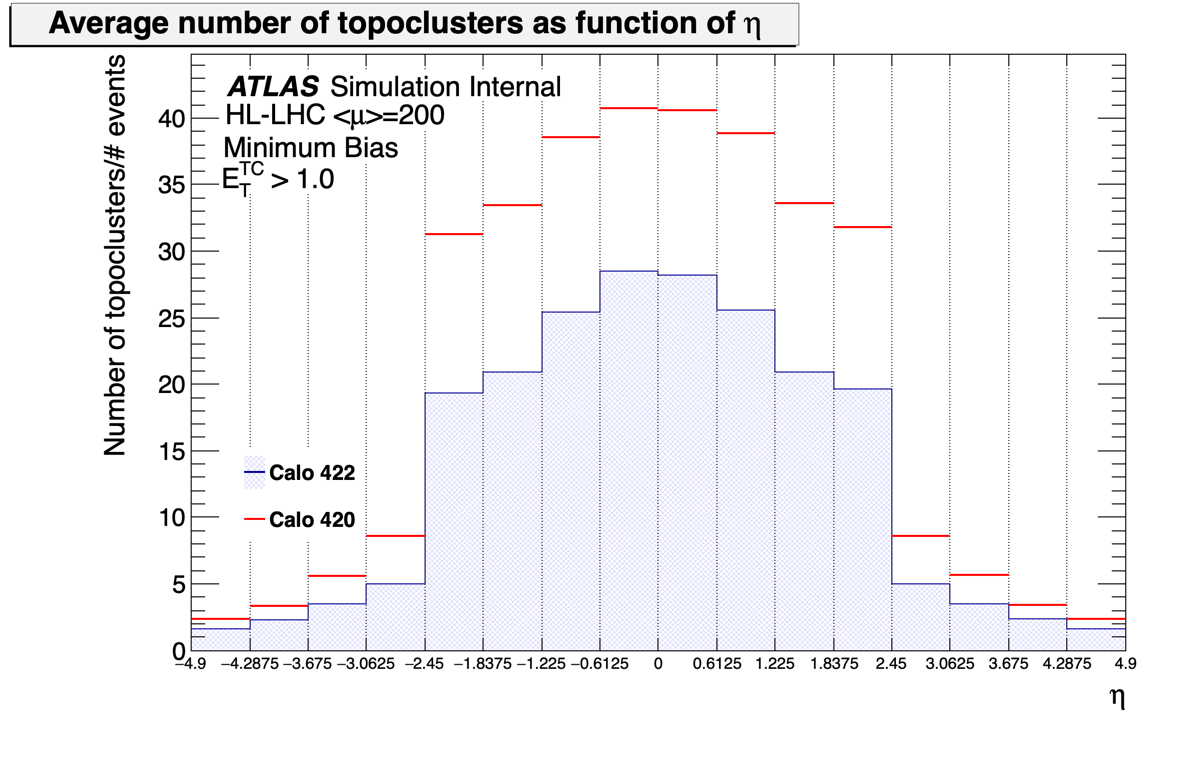 Average number of topoclusters as function of η
Number of topoclusters/# events
ATLAS Simulation Internal
HL-LHC <μ>=200
Minimum Bias
E_T^TC > 1.0
40
35
30
25
20
15
10
5
0
Calo 422
Calo 420
−4.9 −4.2875 −3.675 −3.0625 −2.45 −1.8375 −1.225 −0.6125 0 0.6125 1.225 1.8375 2.45 3.0625 3.675 4.2875 4.9
η